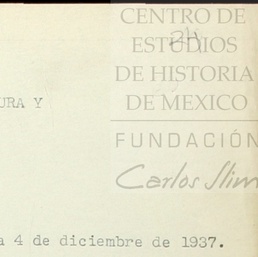 CENTRO DE
24
ESTUDIOS
DE HISTORIA
DE MEXICO
URA Y
FUNDACIÓN
Carlos Slim
a 4 de diciembre de 1937.